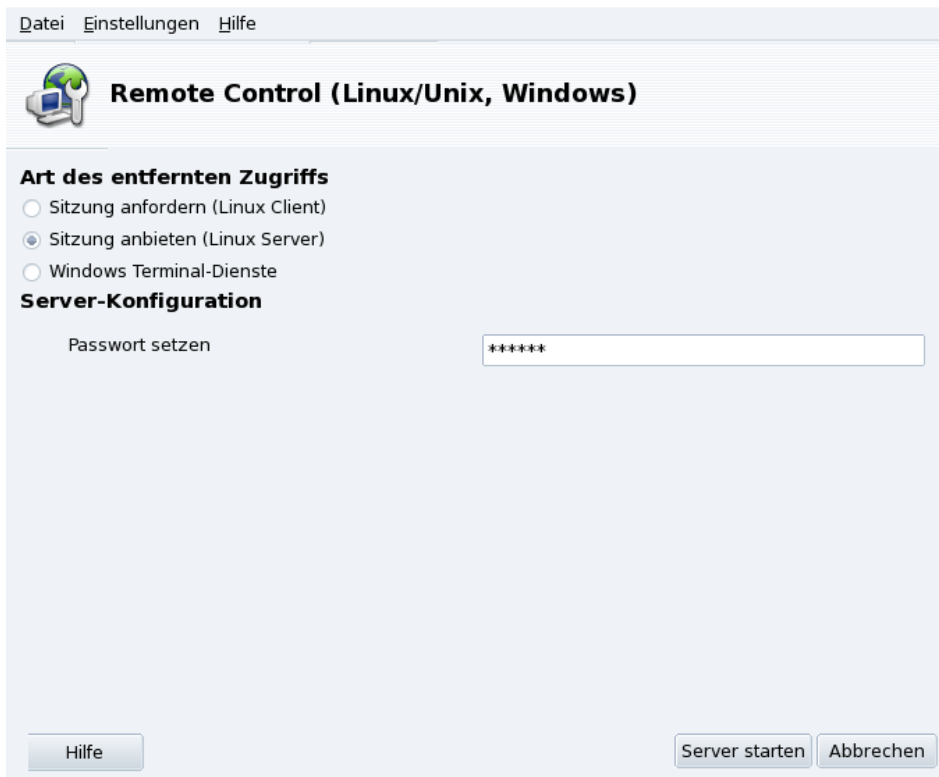 Datei Einstellungen Hilfe
Remote Control (Linux/Unix, Windows)
Art des entfernten Zugriffs
Sitzung anfordern (Linux Client)
Sitzung anbieten (Linux Server)
Windows Terminal-Dienste
Server-Konfiguration
Passwort setzen ******
Hilfe Server starten Abbrechen